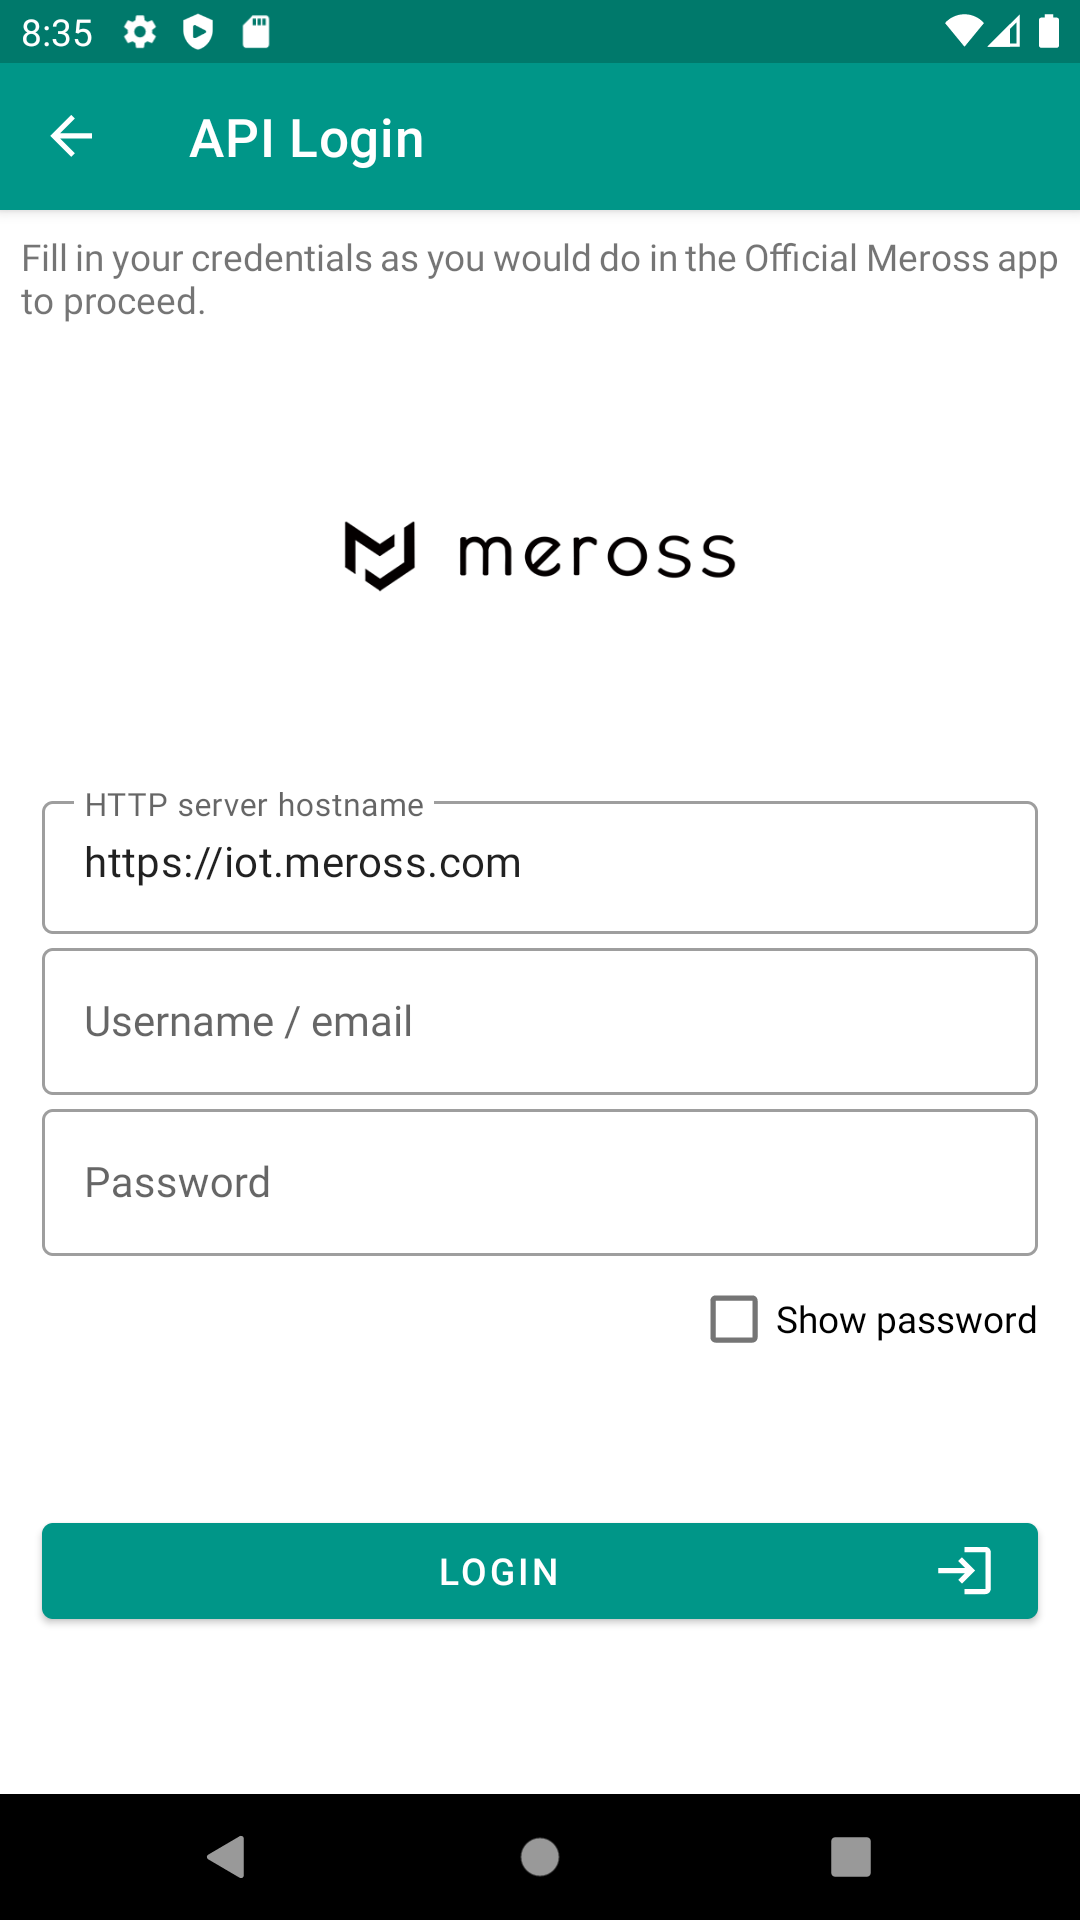 8:35
API Login
Fill in your credentials as you would do in the Official Meross app
to proceed.
meross
HTTP server hostname
https://iot.meross.com
Username / email
Password
Show password
LOGIN